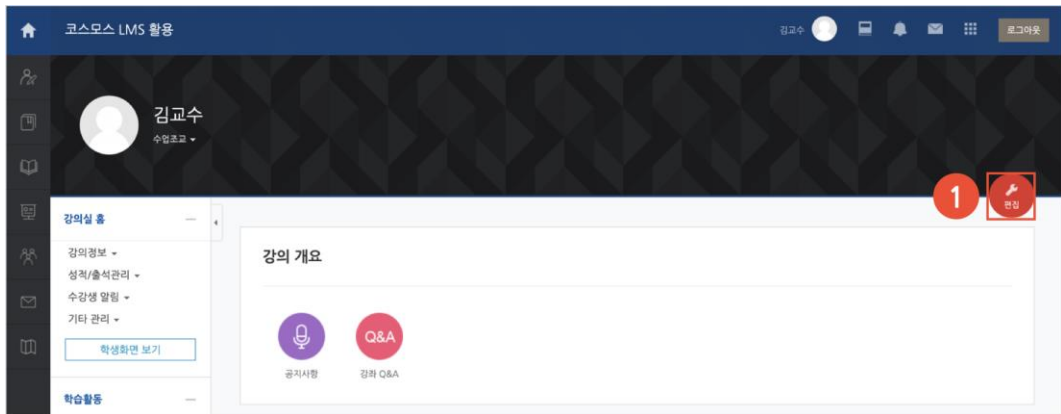 코스모스 LMS 활용
김교수
로그아웃
김교수
수업조교
1
편집
강의실 홈
강의정보
성적/출석관리
수강생 알림
기타 관리
학생화면 보기
학습활동
강의 개요
Q&A
공지사항
강좌 Q&A